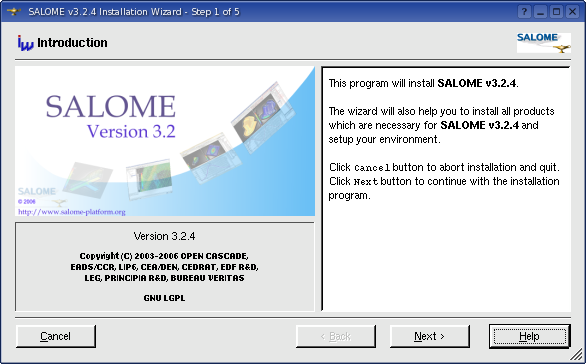 SALOME v3.2.4 Installation Wizard - Step 1 of 5
iw Introduction
SALOME
SALOME
Version 3.2
SALOME
© 2006
http://www.salome-platform.org
Version 3.2.4
Copyright (C) 2003-2006 OPEN CASCADE,
EADS/CCR, LIP6, CEA/DEN, CEDRAT, EDF R&D,
LEG, PRINCIPIA R&D, BUREAU VERITAS
GNU LGPL
This program will install SALOME v3.2.4.
The wizard will also help you to install all products
which are necessary for SALOME v3.2.4 and
setup your environment.
Click Cancel button to abort installation and quit.
Click Next button to continue with the installation
program.
Cancel
< Back
Next >
Help